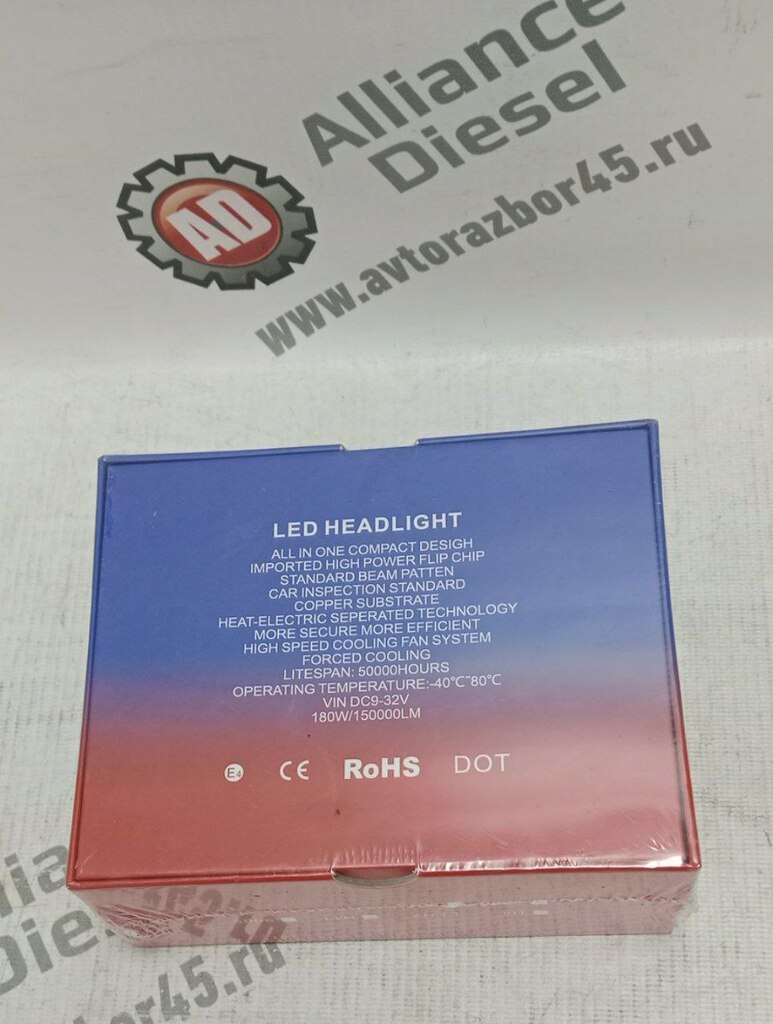 Alliance
Diesel
AD
www.avtorazbor45.ru
LED HEADLIGHT
ALL IN ONE COMPACT DESIGH
IMPORTED HIGH POWER FLIP CHIP
STANDARD BEAM PATTEN
CAR INSPECTION STANDARD
COPPER SUBSTRATE
HEAT-ELECTRIC SEPERATED TECHNOLOGY
MORE SECURE MORE EFFICIENT
HIGH SPEED COOLING FAN SYSTEM
FORCED COOLING
LITESPAN: 50000HOURS
OPERATING TEMPERATURE:-40℃~80℃
VIN DC9-32V
180W/150000LM
E4 CE RoHS DOT
Diesel